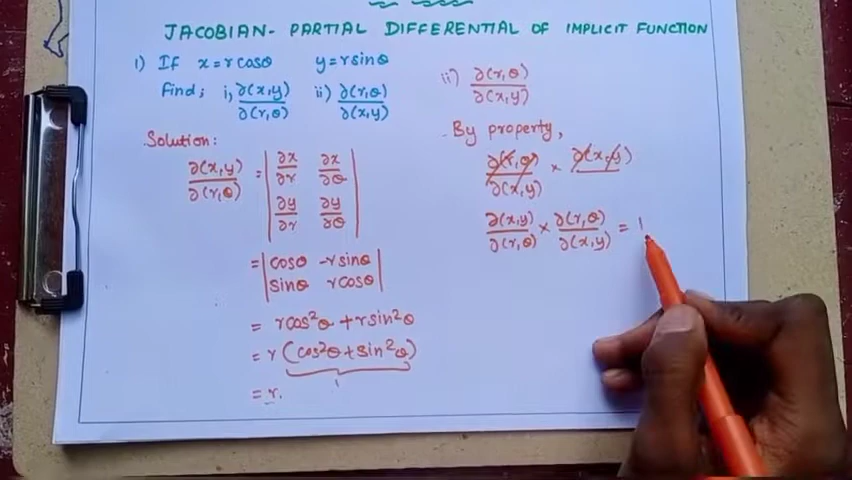 JACOBIAN- PARTIAL DIFFERENTIAL OF IMPLICIT FUNCTION
1) If x = r cosθ y = r sinθ
Find; i, ∂(x,y)/∂(r,θ) ii) ∂(r,θ)/∂(x,y)
Solution:
∂(x,y)/∂(r,θ) = | ∂x/∂r ∂x/∂θ |
| ∂y/∂r ∂y/∂θ |
= | cosθ -r sinθ |
| sinθ r cosθ |
= r cos²θ + r sin²θ
= r (cos²θ + sin²θ)
1
= r.
ii) ∂(r,θ)/∂(x,y)
By property,
∂(r,θ)/∂(x,y) × ∂(x,y)
∂(x,y)/∂(r,θ) × ∂(r,θ)/∂(x,y) = 1